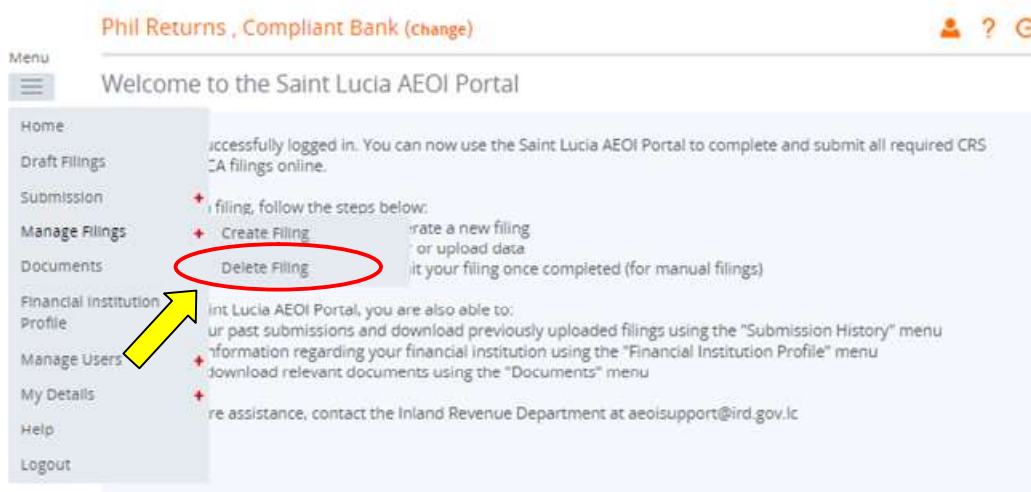 Phil Returns , Compliant Bank (Change)
?
Menu
Welcome to the Saint Lucia AEOI Portal
Home
Draft Filings
Submission
Manage Filings
Documents
Financial Institution
Profile
Manage Users
My Details
Help
Logout
Create Filing
Delete Filing
uccessfully logged in. You can now use the Saint Lucia AEOI Portal to complete and submit all required CRS
CA filings online.
filing, follow the steps below:
erate a new filing
or upload data
it your filing once completed (for manual filings)
int Lucia AEOI Portal, you are also able to:
ur past submissions and download previously uploaded filings using the "Submission History" menu
nformation regarding your financial institution using the "Financial Institution Profile" menu
download relevant documents using the "Documents" menu
re assistance, contact the Inland Revenue Department at aeoisupport@ird.gov.lc